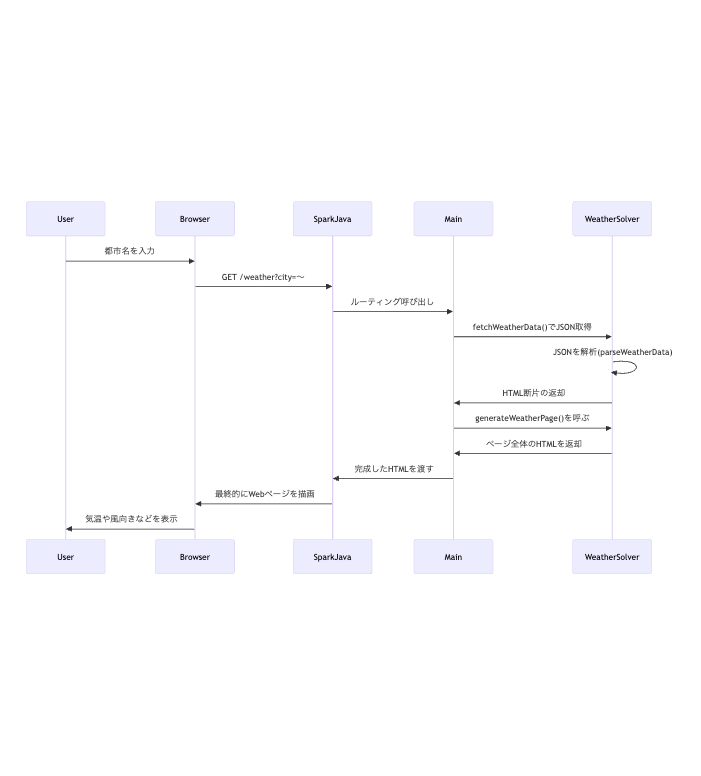 User
Browser
SparkJava
Main
WeatherSolver
都市名を入力
GET /weather?city=～
ルーティング呼び出し
fetchWeatherData()でJSON取得
JSONを解析(parseWeatherData)
HTML断片の返却
generateWeatherPage()を呼ぶ
ページ全体のHTMLを返却
完成したHTMLを渡す
最終的にWebページを描画
気温や風向きなどを表示
User
Browser
SparkJava
Main
WeatherSolver